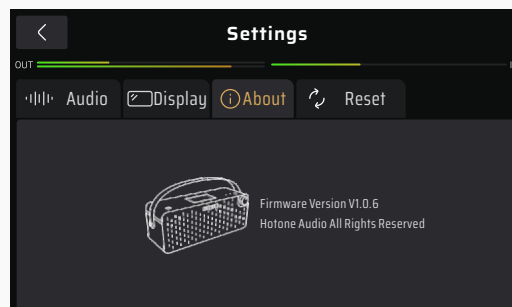 Settings
OUT
Audio
Display
About
Reset
Firmware Version V1.0.6
Hotone Audio All Rights Reserved